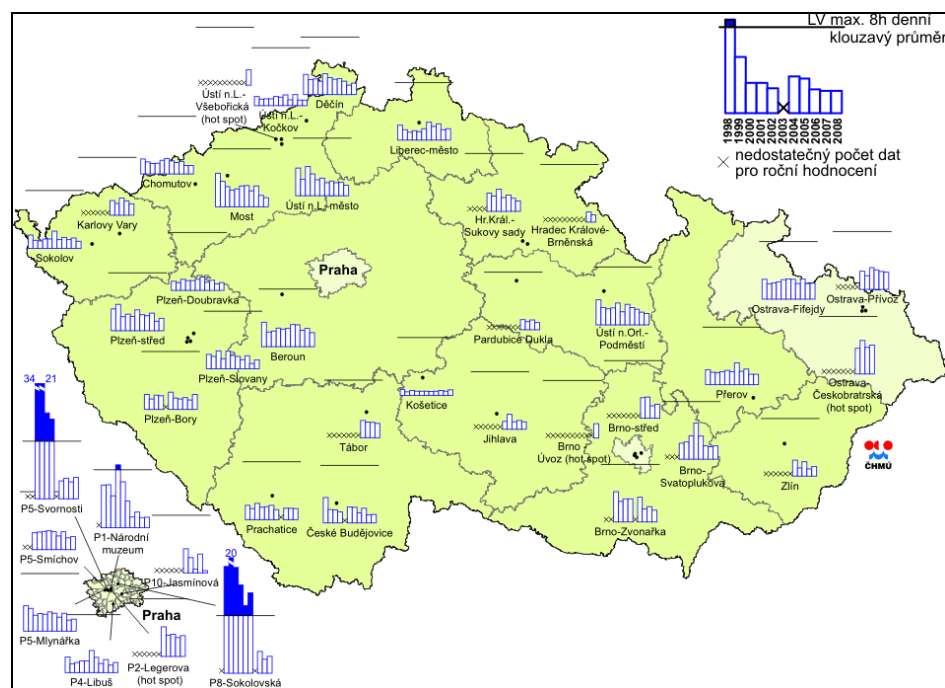 LV max. 8h denní
klouzavý průměr
1998
1999
2000
2001
2002
2003
2004
2005
2006
2007
2008
nedostatečný počet dat
pro roční hodnocení
Ústí n.L.-
Všebořická
(hot spot)
Ústí n.L.-
Kočkov
Děčín
Liberec-město
Chomutov
Most
Ústí n.L.-město
Karlovy Vary
Sokolov
Hr.Král.-
Sukovy sady
Hradec Králové-
Brněnská
Praha
Plzeň-Doubravka
Plzeň-střed
Beroun
Plzeň-Slovany
Plzeň-Bory
Pardubice Dukla
Ústí n.Orl.-
Podměstí
Ostrava-Fifejdy
Ostrava-Přívoz
Ostrava-
Českobratrská
(hot spot)
Přerov
Košetice
Jihlava
Tábor
Brno -
Úvoz (hot spot)
Brno-střed
Brno-
Svatoplukova
Zlín
ČHMÚ
Brno-Zvonařka
Prachatice
České Budějovice
34
21
P5-Svornosti
P1-Národní
muzeum
P5-Smíchov
P10-Jasmínová
20
P5-Mlynářka
Praha
P4-Libuš
P2-Legerova
(hot spot)
P8-Sokolovská